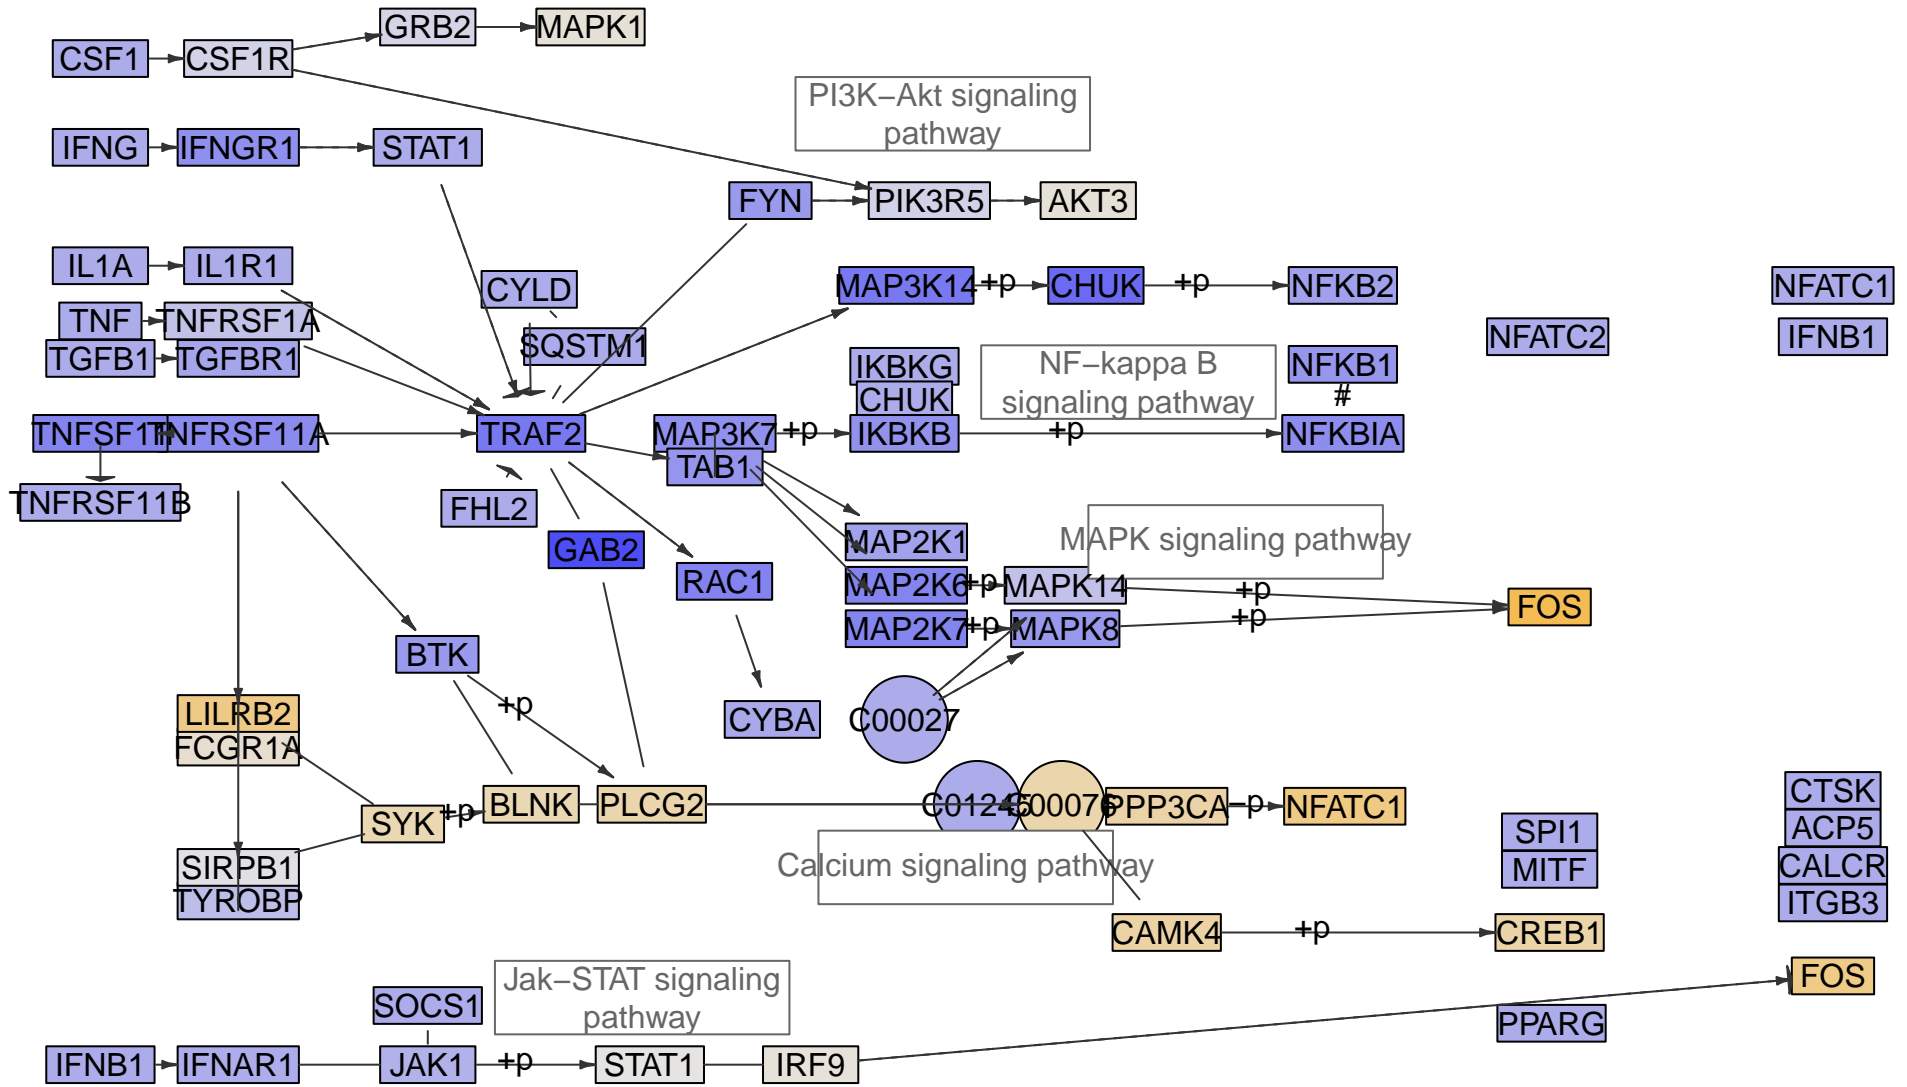 GRB2
MAPK1
CSF1
CSF1R
PI3K−Akt signaling
pathway
IFNG
IFNGR1
STAT1
FYN
PIK3R5
AKT3
IL1A
IL1R1
CYLD
MAP3K14
+p
CHUK
+p
NFKB2
NFATC1
TNF
TNFRSF1A
SQSTM1
NFATC2
IFNB1
TGFB1
TGFBR1
IKBKG
NF−kappa B
signaling pathway
NFKB1
CHUK
#
TNFSF11
TNFRSF11A
TRAF2
MAP3K7
+p
IKBKB
+p
NFKBIA
TAB1
TNFRSF11B
FHL2
GAB2
MAP2K1
MAPK signaling pathway
RAC1
MAP2K6
+p
MAPK14
+p
FOS
MAP2K7
+p
MAPK8
+p
BTK
+p
LILRB2
FCGR1A
CYBA
C00027
SYK
+p
BLNK
PLCG2
C01245
C00076
PPP3CA
−p
NFATC1
CTSK
SPI1
ACP5
SIRPB1
TYROBP
Calcium signaling pathway
MITF
CALCR
ITGB3
CAMK4
+p
CREB1
Jak−STAT signaling
pathway
FOS
SOCS1
PPARG
IFNB1
IFNAR1
JAK1
+p
STAT1
IRF9